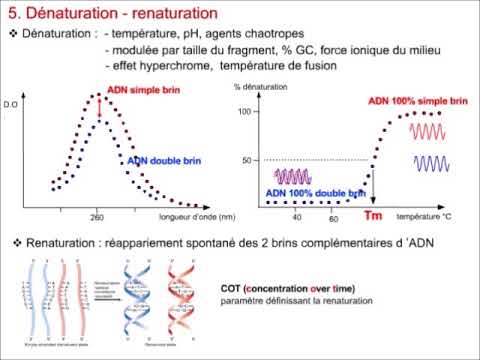 5. Dénaturation - renaturation
❖ Dénaturation : - température, pH, agents chaotropes
- modulée par taille du fragment, % GC, force ionique du milieu
- effet hyperchrome, température de fusion
ADN simple brin
D.O
ADN double brin
260
longueur d'onde (nm)
% dénaturation
ADN 100% simple brin
100
50
ADN 100% double brin
40
60
Tm
température °C
❖ Renaturation : réappariement spontané des 2 brins complémentaires d 'ADN
COT (concentration over time)
paramètre définissant la renaturation